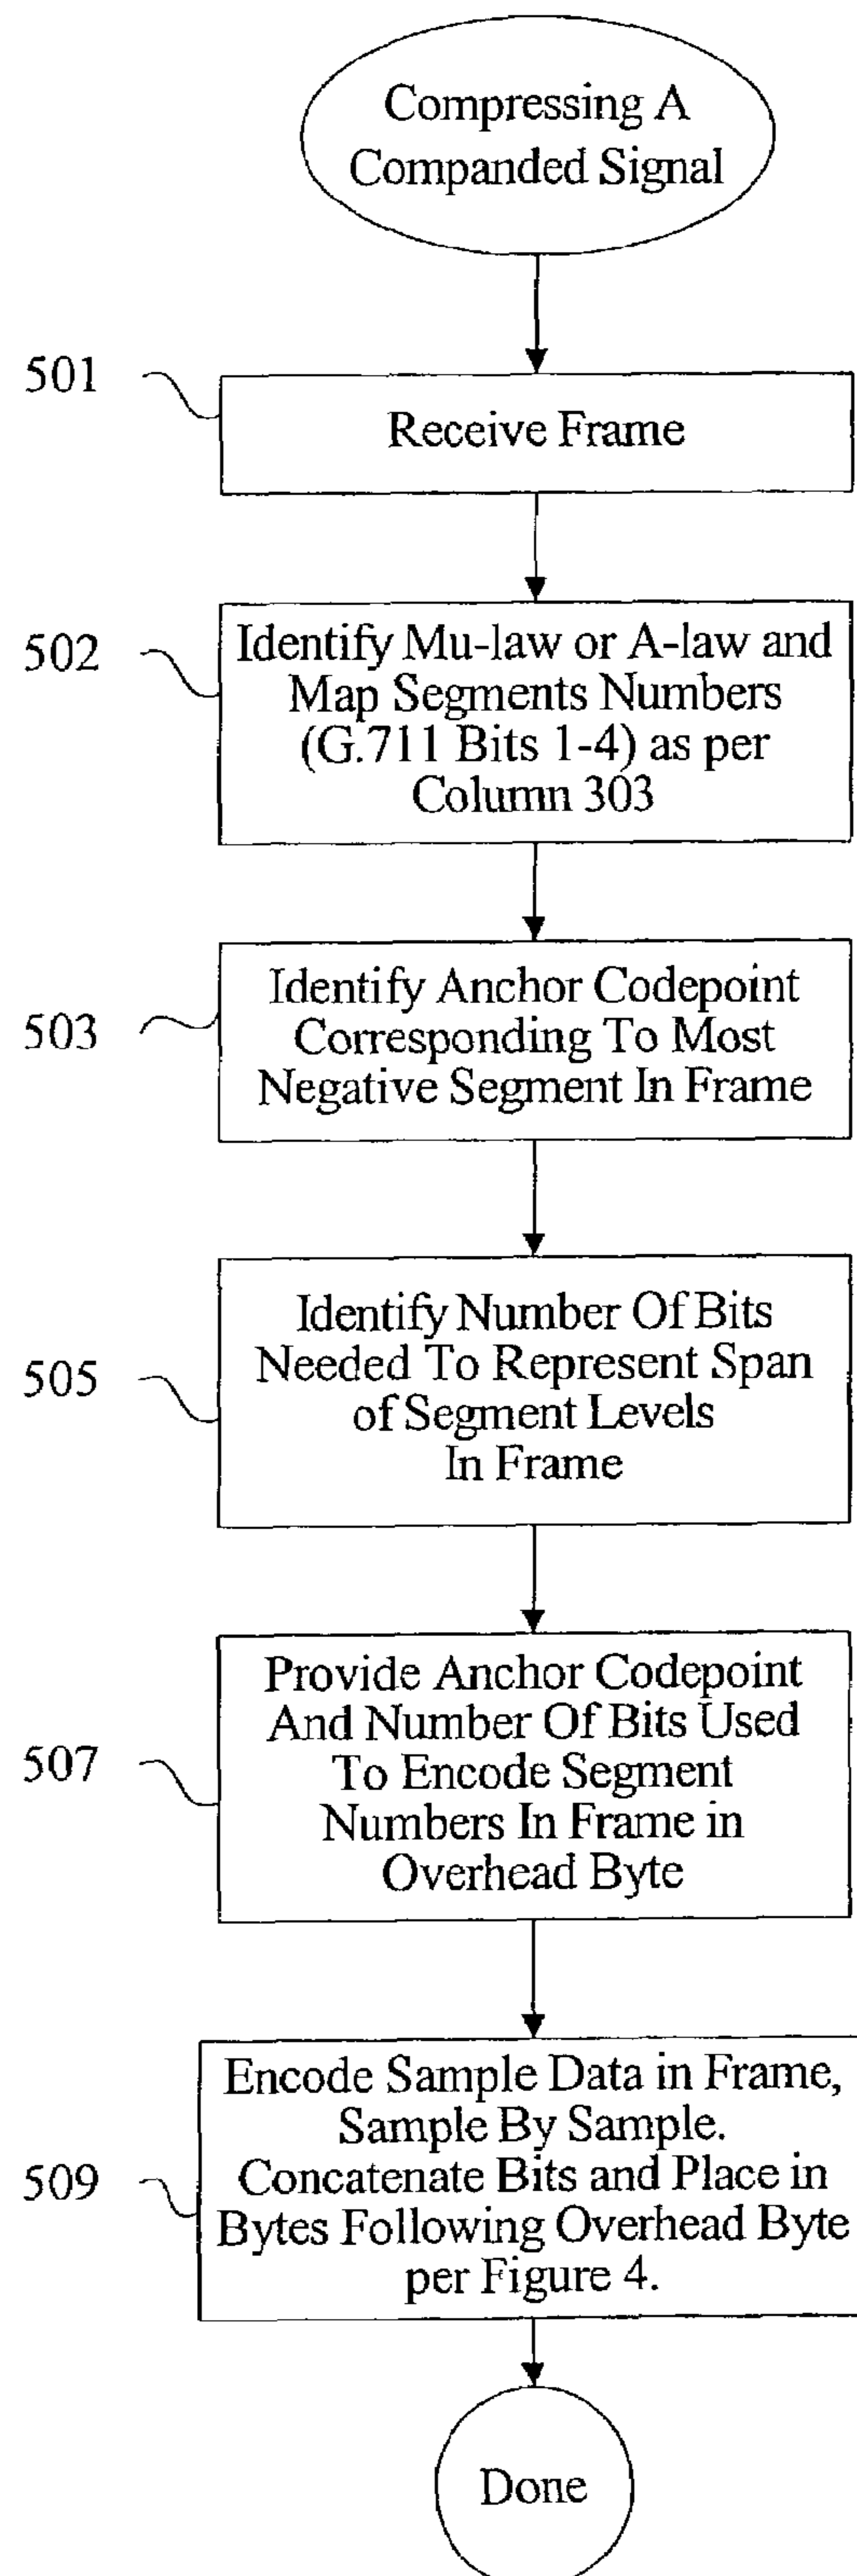 Compressing A
Companded Signal
501
Receive Frame
502
Identify Mu-law or A-law and
Map Segments Numbers
(G.711 Bits 1-4) as per
Column 303
503
Identify Anchor Codepoint
Corresponding To Most
Negative Segment In Frame
505
Identify Number Of Bits
Needed To Represent Span
of Segment Levels
In Frame
507
Provide Anchor Codepoint
And Number Of Bits Used
To Encode Segment
Numbers In Frame in
Overhead Byte
509
Encode Sample Data in Frame,
Sample By Sample.
Concatenate Bits and Place in
Bytes Following Overhead Byte
per Figure 4.
Done